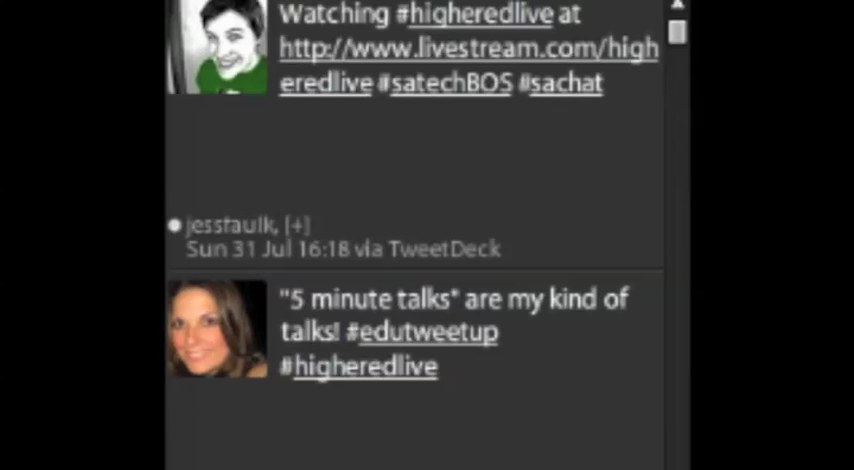 Watching #higheredlive at
http://www.livestream.com/high
eredlive #satechBOS #sachat
jessfaulk, [+]
Sun 31 Jul 16:18 via TweetDeck
"5 minute talks" are my kind of
talks! #edutweetup
#higheredlive